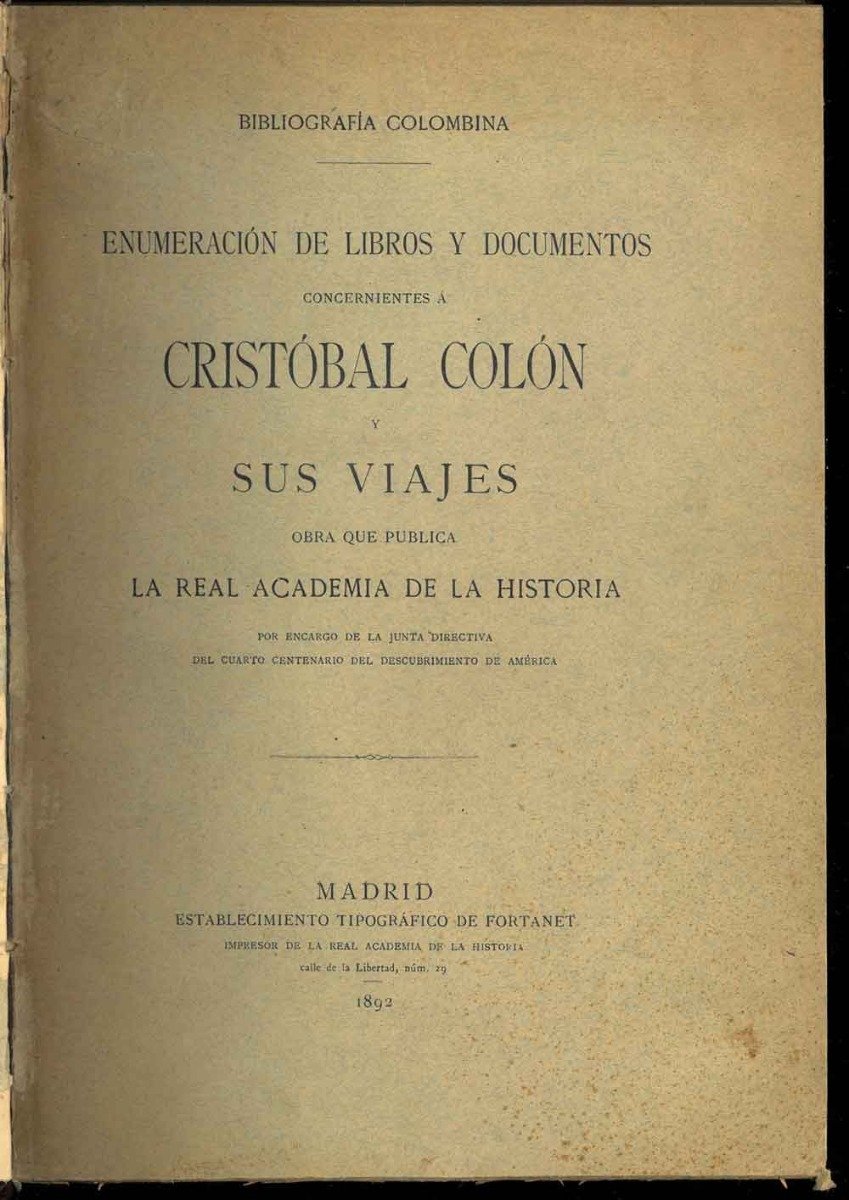 BIBLIOGRAFÍA COLOMBINA
ENUMERACIÓN DE LIBROS Y DOCUMENTOS
CONCERNIENTES Á
CRISTÓBAL COLÓN
Y
SUS VIAJES
OBRA QUE PUBLICA
LA REAL ACADEMIA DE LA HISTORIA
POR ENCARGO DE LA JUNTA DIRECTIVA
DEL CUARTO CENTENARIO DEL DESCUBRIMIENTO DE AMÉRICA
MADRID
ESTABLECIMIENTO TIPOGRÁFICO DE FORTANET
IMPRESOR DE LA REAL ACADEMIA DE LA HISTORIA
calle de la Libertad, núm. 29
1892